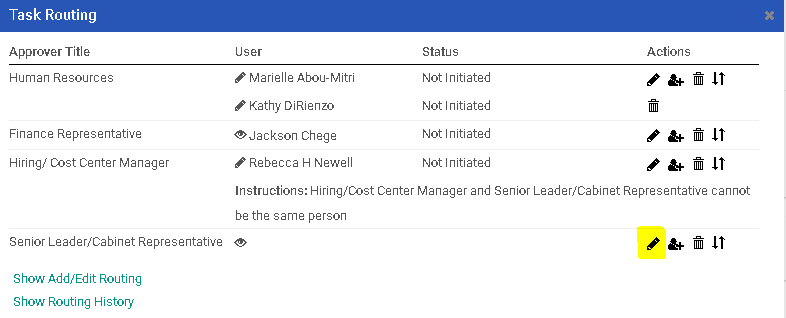 Task Routing
Approver Title User Status Actions
Human Resources Marielle Abou-Mitri Not Initiated
Kathy DiRienzo Not Initiated
Finance Representative Jackson Chege Not Initiated
Hiring/ Cost Center Manager Rebecca H Newell Not Initiated
Instructions: Hiring/Cost Center Manager and Senior Leader/Cabinet Representative cannot
be the same person
Senior Leader/Cabinet Representative
Show Add/Edit Routing
Show Routing History